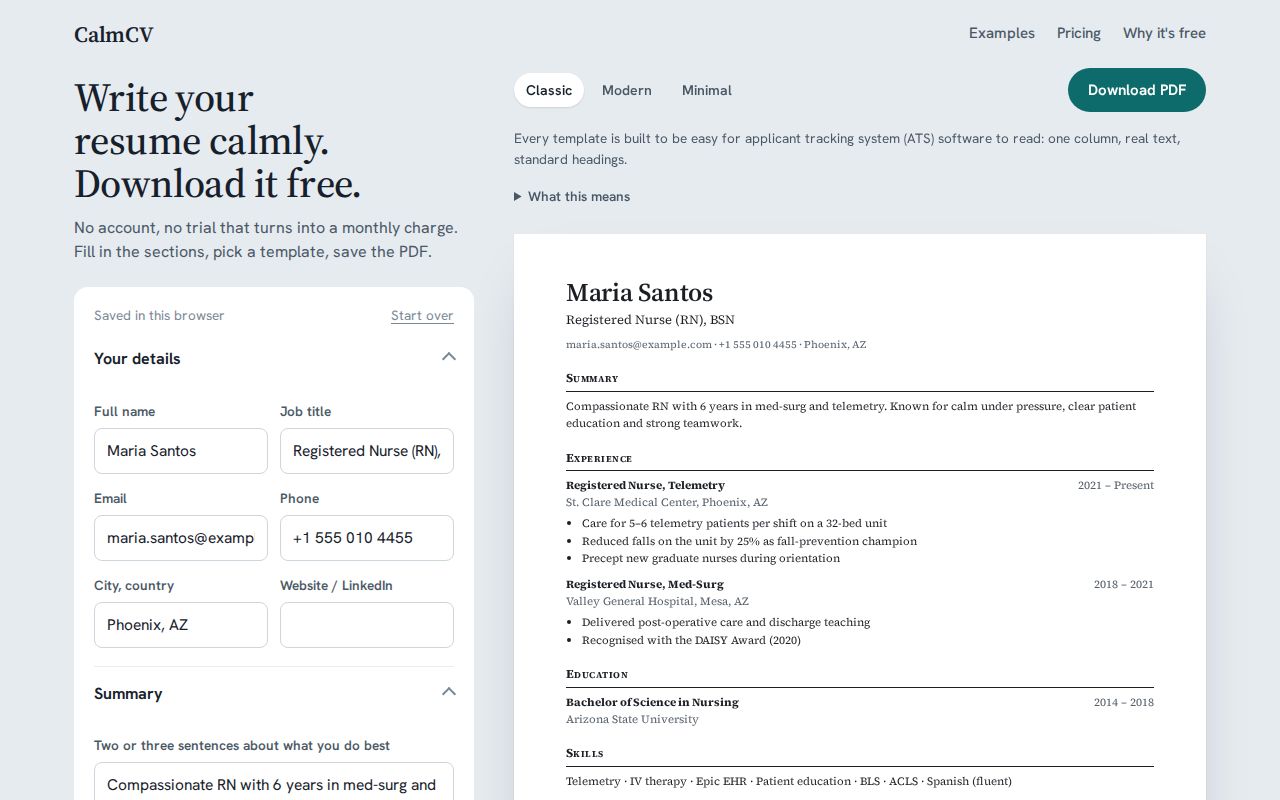 CalmCV
Examples
Pricing
Why it's free
Write your
resume calmly.
Download it free.
No account, no trial that turns into a monthly charge.
Fill in the sections, pick a template, save the PDF.
Saved in this browser
Start over
Your details
Full name
Job title
Maria Santos
Registered Nurse (RN),
Email
Phone
maria.santos@examp
+1 555 010 4455
City, country
Website / LinkedIn
Phoenix, AZ
Summary
Two or three sentences about what you do best
Compassionate RN with 6 years in med-surg and
Classic
Modern
Minimal
Download PDF
Every template is built to be easy for applicant tracking system (ATS) software to read: one column, real text,
standard headings.
What this means
Maria Santos
Registered Nurse (RN), BSN
maria.santos@example.com · +1 555 010 4455 · Phoenix, AZ
Summary
Compassionate RN with 6 years in med-surg and telemetry. Known for calm under pressure, clear patient
education and strong teamwork.
Experience
Registered Nurse, Telemetry
2021 – Present
St. Clare Medical Center, Phoenix, AZ
• Care for 5–6 telemetry patients per shift on a 32-bed unit
• Reduced falls on the unit by 25% as fall-prevention champion
• Precept new graduate nurses during orientation
Registered Nurse, Med-Surg
2018 – 2021
Valley General Hospital, Mesa, AZ
• Delivered post-operative care and discharge teaching
• Recognised with the DAISY Award (2020)
Education
Bachelor of Science in Nursing
2014 – 2018
Arizona State University
Skills
Telemetry · IV therapy · Epic EHR · Patient education · BLS · ACLS · Spanish (fluent)